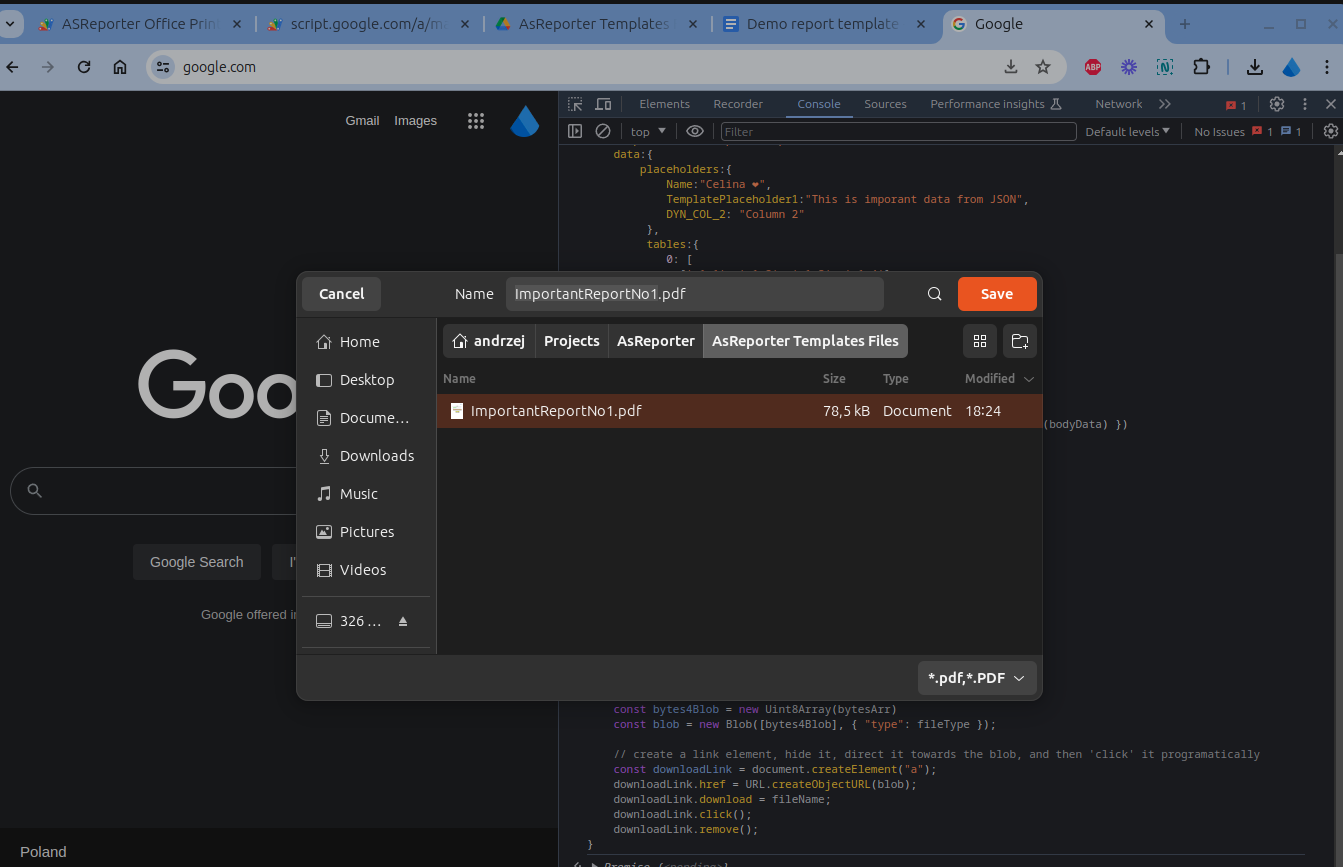 ASReporter Office Prin
script.google.com/a/ma
AsReporter Templates
Demo report template
Google
google.com
ABP
N
Gmail
Images
Elements
Recorder
Console
Sources
Performance insights
Network
1
top
Filter
Default levels
No Issues
1
1
data:{
placeholders:{
Name:"Celina ❤",
TemplatePlaceholder1:"This is imporant data from JSON",
DYN_COL_2: "Column 2"
},
tables:{
0: [
Cancel
Name
ImportantReportNo1.pdf
Save
Home
Desktop
Docume…
Downloads
Music
Pictures
Videos
326 …
andrzej
Projects
AsReporter
AsReporter Templates Files
Name
Size
Type
Modified
ImportantReportNo1.pdf
78,5 kB
Document
18:24
*.pdf,*.PDF
(bodyData) })
Goo
Google Search
I'
Google offered in
Poland
const bytes4Blob = new Uint8Array(bytesArr)
const blob = new Blob([bytes4Blob], { "type": fileType });
// create a link element, hide it, direct it towards the blob, and then 'click' it programatically
const downloadLink = document.createElement("a");
downloadLink.href = URL.createObjectURL(blob);
downloadLink.download = fileName;
downloadLink.click();
downloadLink.remove();
}
Promise {<pending>}